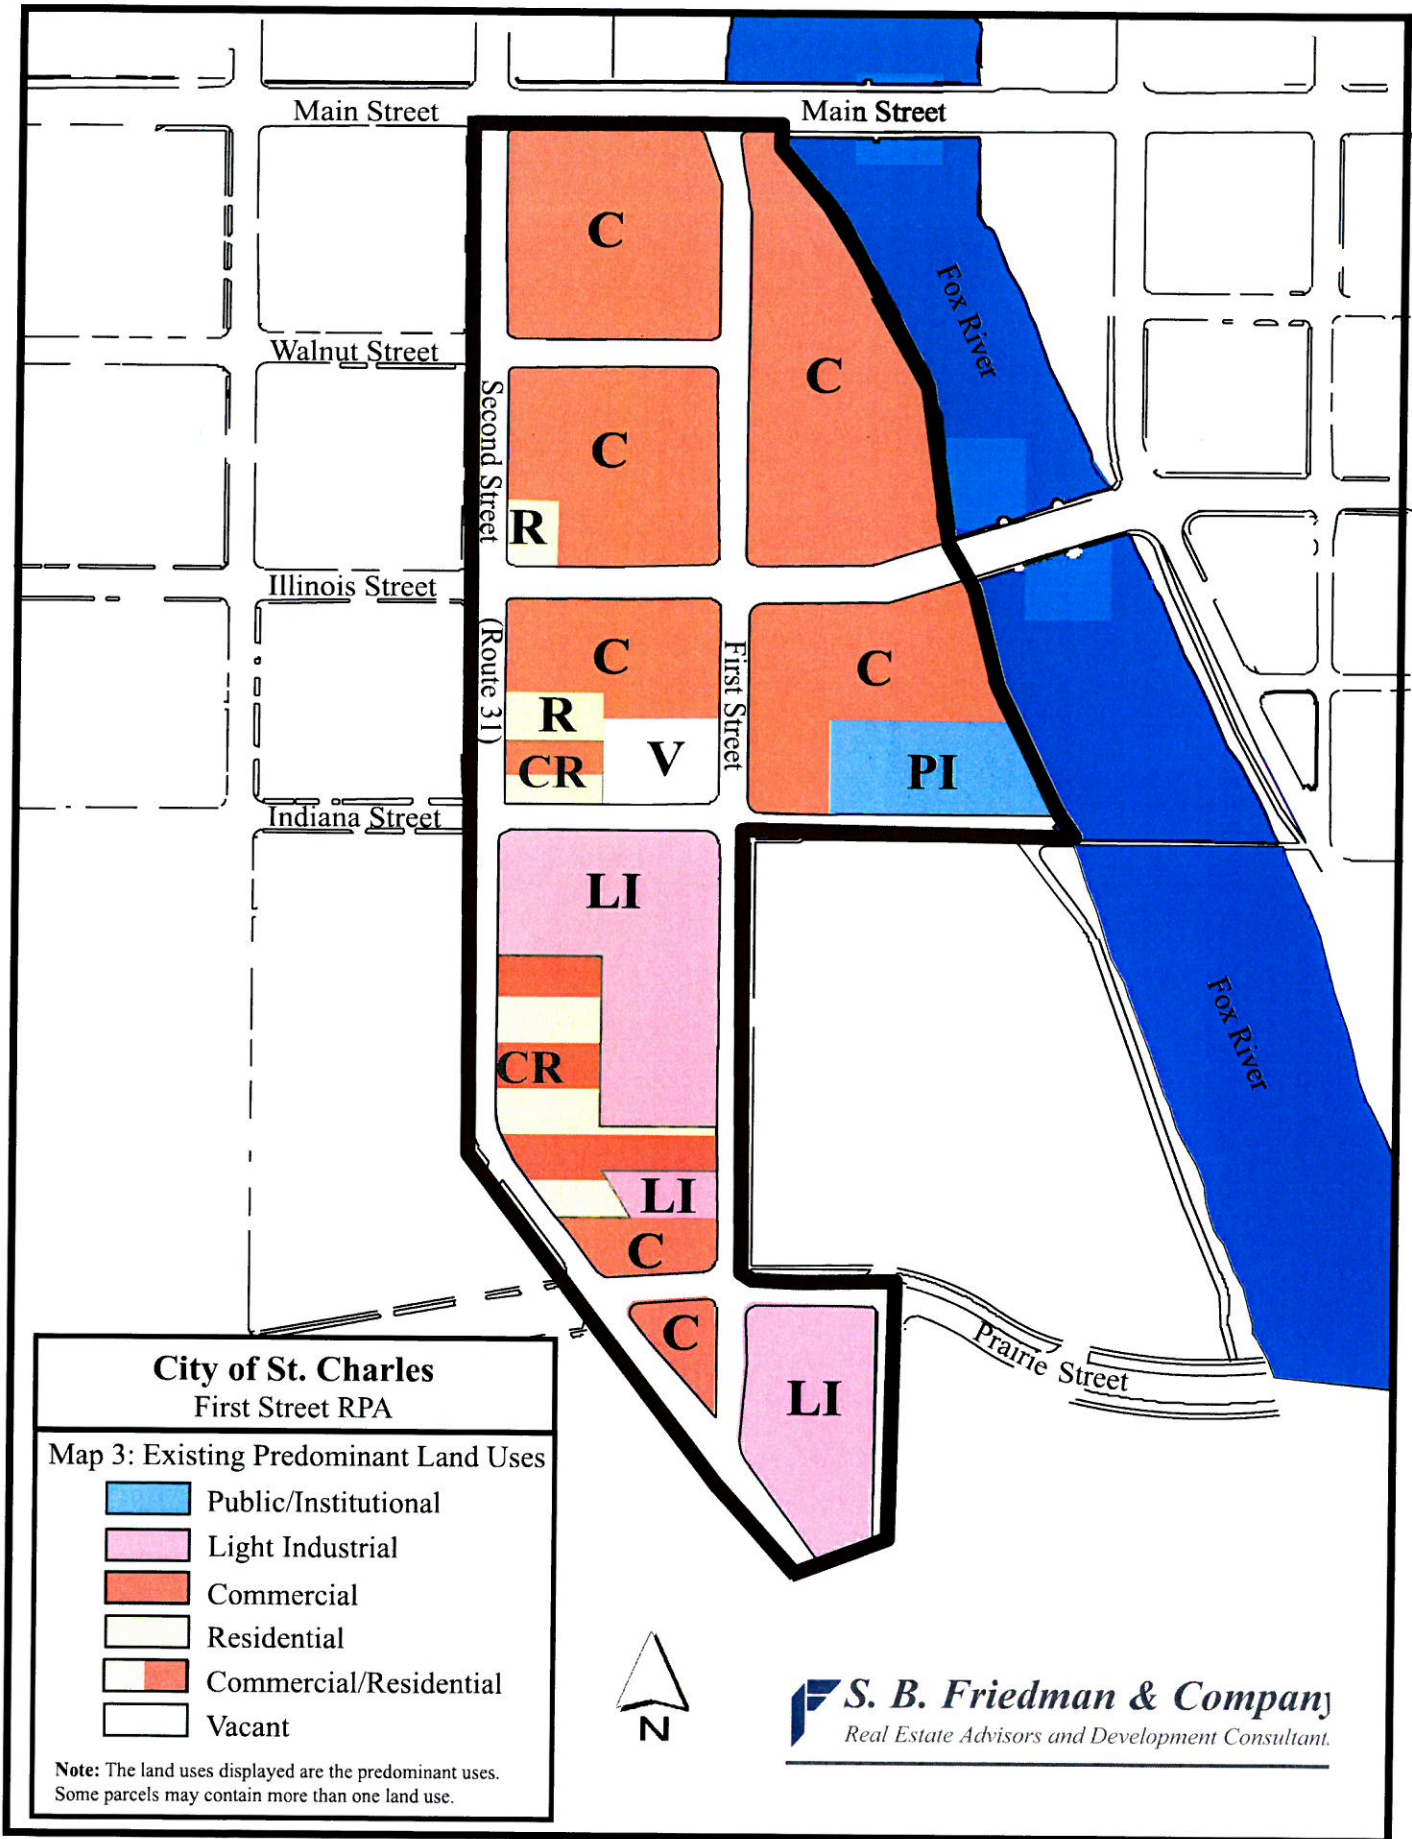 Main Street
Main Street
C
Fox River
Walnut Street
C
Second Street
C
R
Illinois Street
(Route 31)
C
First Street
C
R
CR
V
PI
Indiana Street
LI
CR
Fox River
LI
C
C
LI
Prairie Street
City of St. Charles
First Street RPA
Map 3: Existing Predominant Land Uses
Public/Institutional
Light Industrial
Commercial
Residential
Commercial/Residential
Vacant
Note: The land uses displayed are the predominant uses.
Some parcels may contain more than one land use.
N
S. B. Friedman & Company
Real Estate Advisors and Development Consultant.